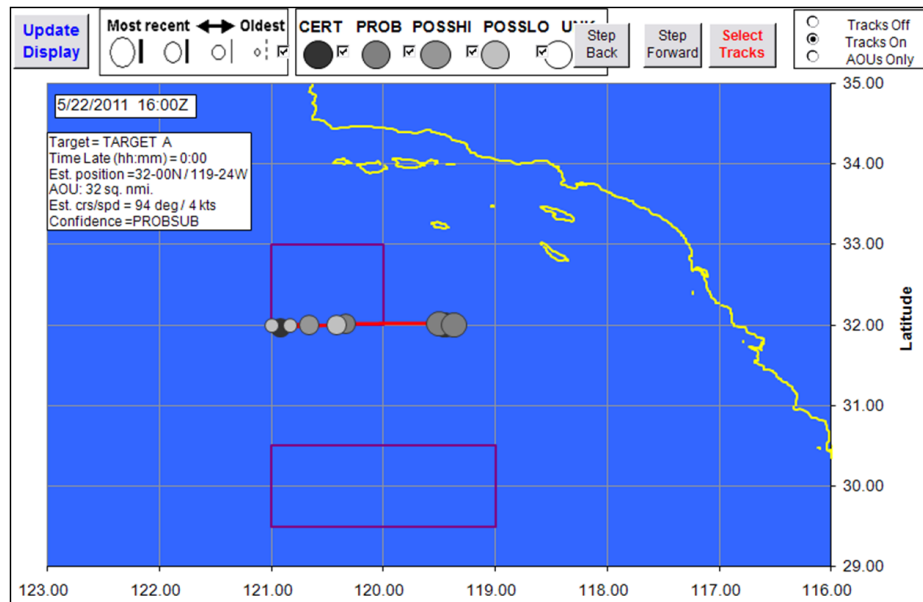 Update
Display
Most recent Oldest
CERT PROB POSSHI POSSLO UNK
Step
Back
Step
Forward
Select
Tracks
Tracks Off
Tracks On
AOUs Only
5/22/2011 16:00Z
Target = TARGET A
Time Late (hh:mm) = 0:00
Est. position =32-00N / 119-24W
AOU: 32 sq. nmi.
Est. crs/spd = 94 deg / 4 kts
Confidence =PROBSUB
35.00
34.00
33.00
32.00
31.00
30.00
29.00
Latitude
123.00 122.00 121.00 120.00 119.00 118.00 117.00 116.00